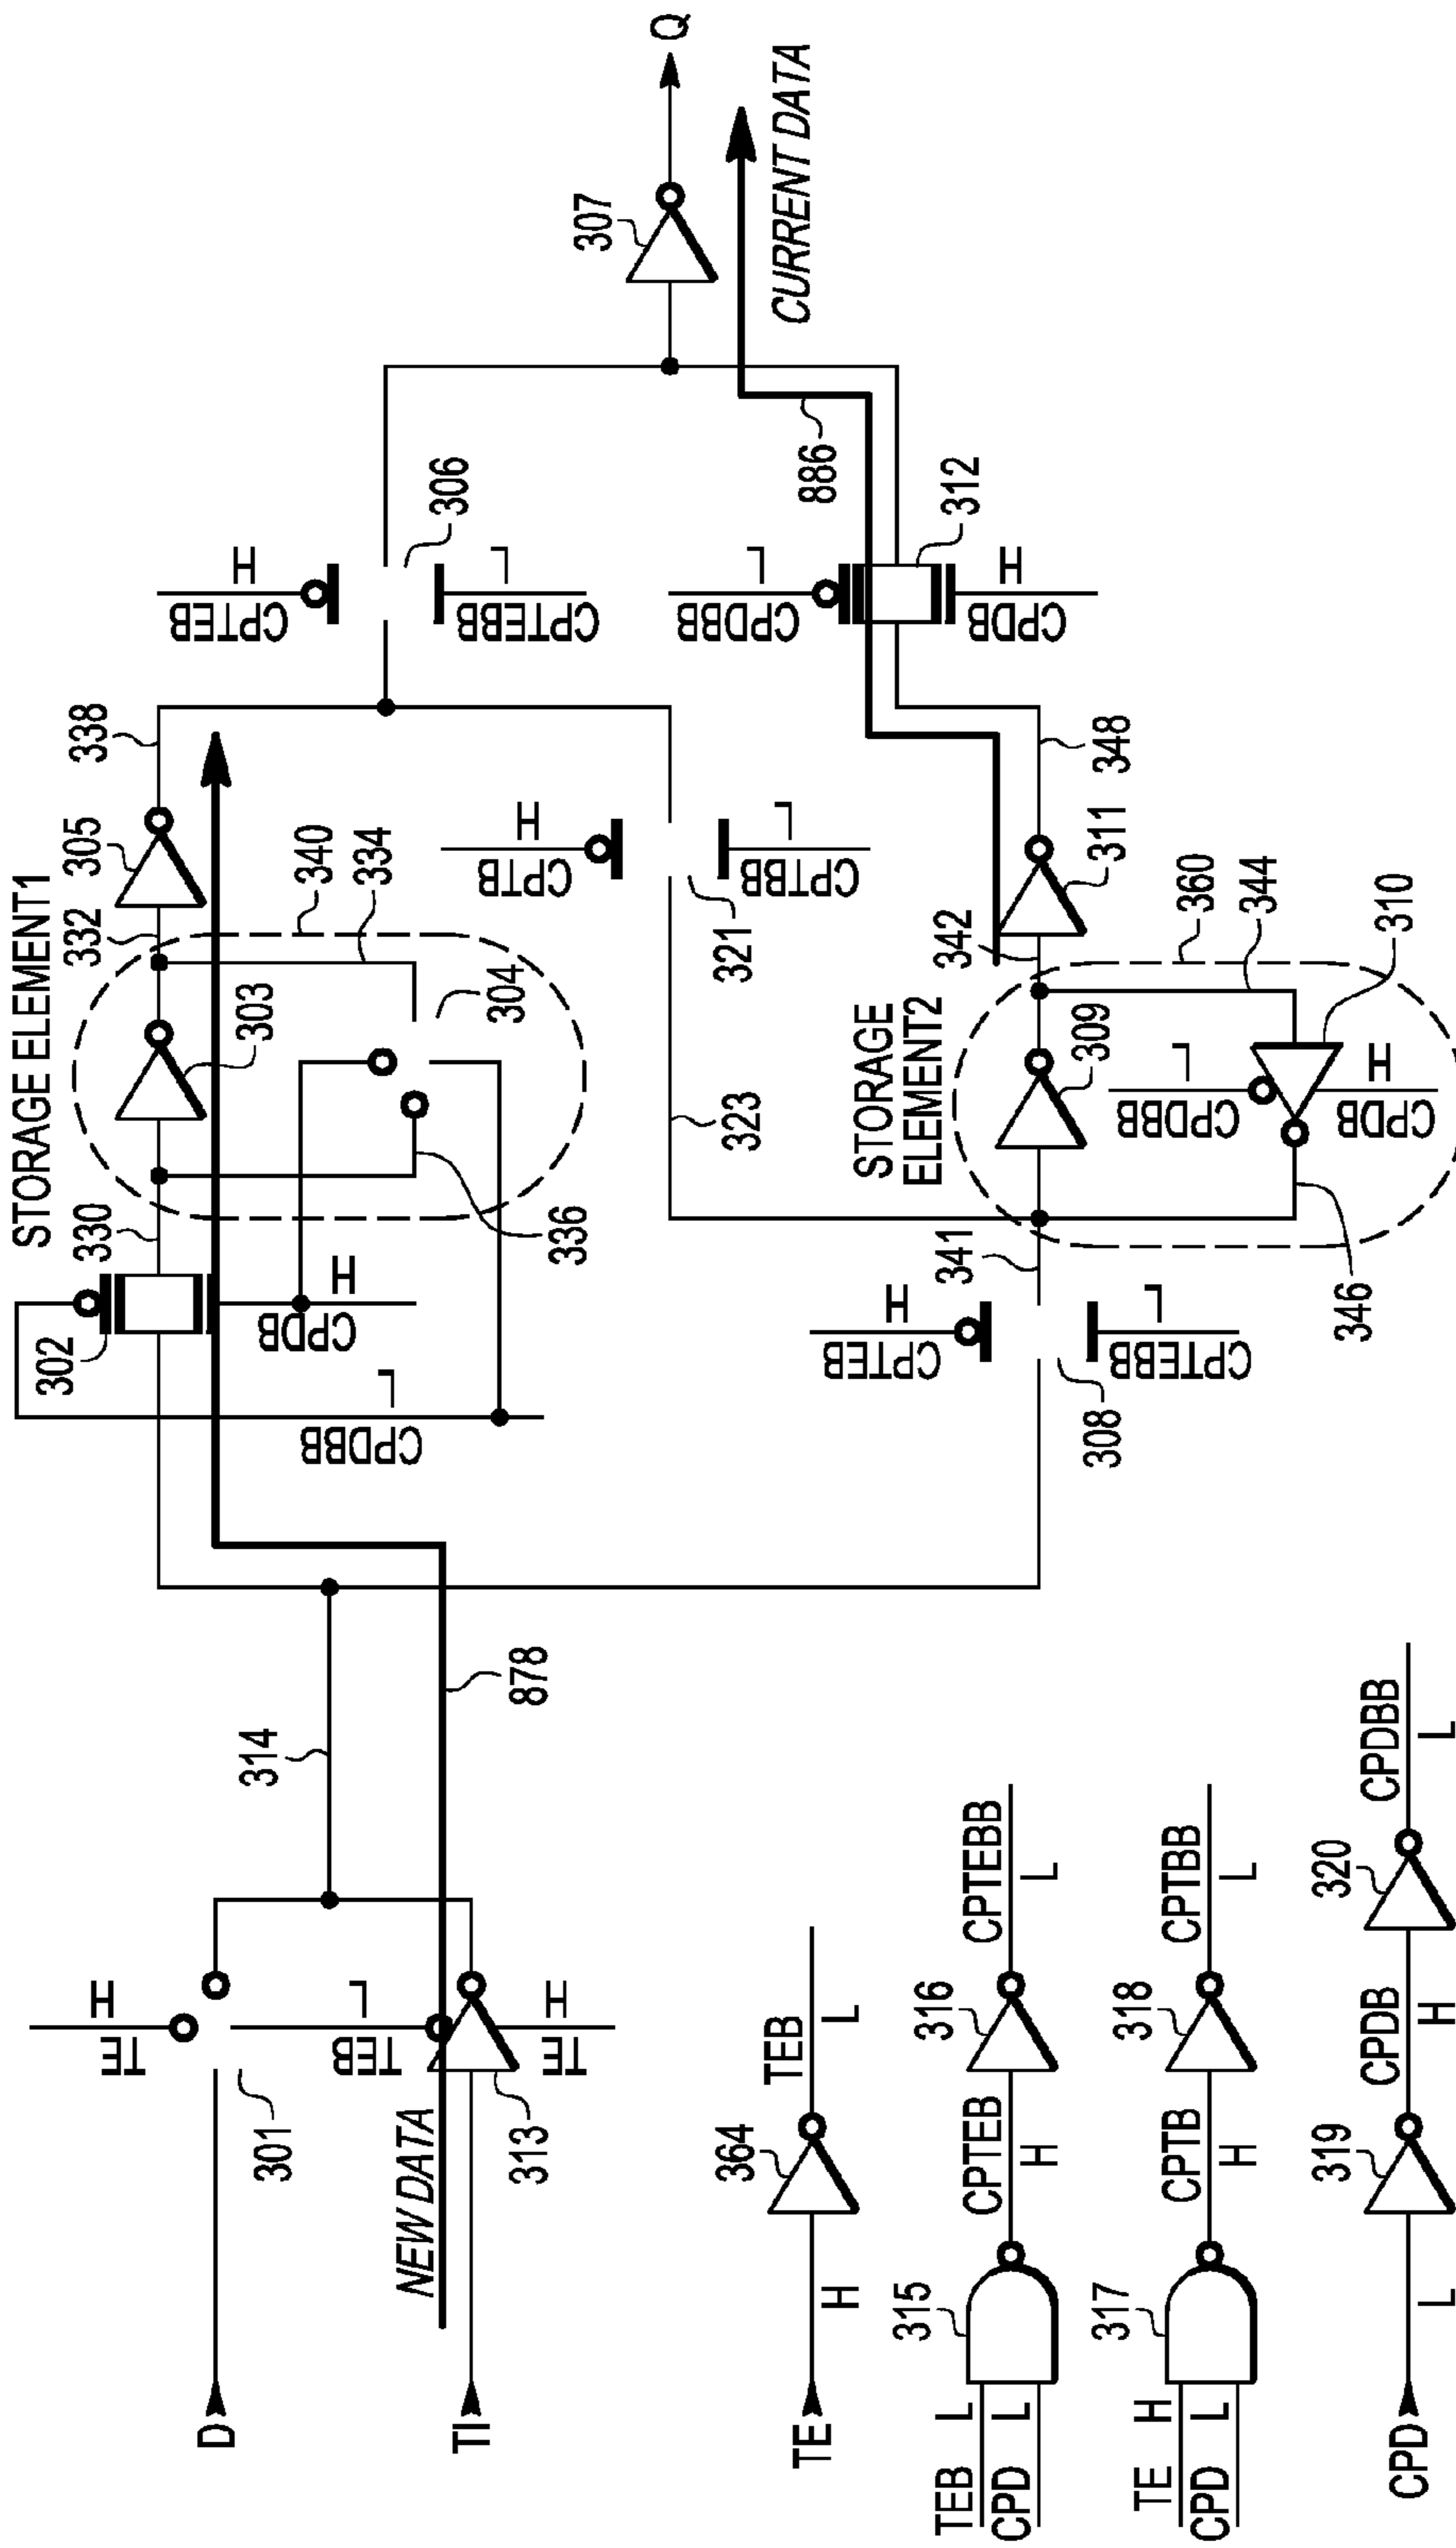 D
TE
H
301
TEB
L
NEW DATA
TI
313
TE
H
314
878
302
CPDBB
L
CPDB
H
STORAGE ELEMENT1
330
303
332
305
338
340
334
304
336
CPTEB
H
306
CPTEBB
L
CPTB
H
321
CPTBB
L
323
307
Q
CURRENT DATA
886
CPDBB
L
312
CPDB
H
CPTEB
H
308
CPTEBB
L
341
STORAGE
ELEMENT2
309
342
311
348
360
344
310
CPDBB
L
CPDB
H
346
TE
H
364
TEB
L
TEB
L
CPD
L
315
CPTEB
H
316
CPTEBB
L
TE
H
CPD
L
317
CPTB
H
318
CPTBB
L
CPD
L
319
CPDB
H
320
CPDBB
L